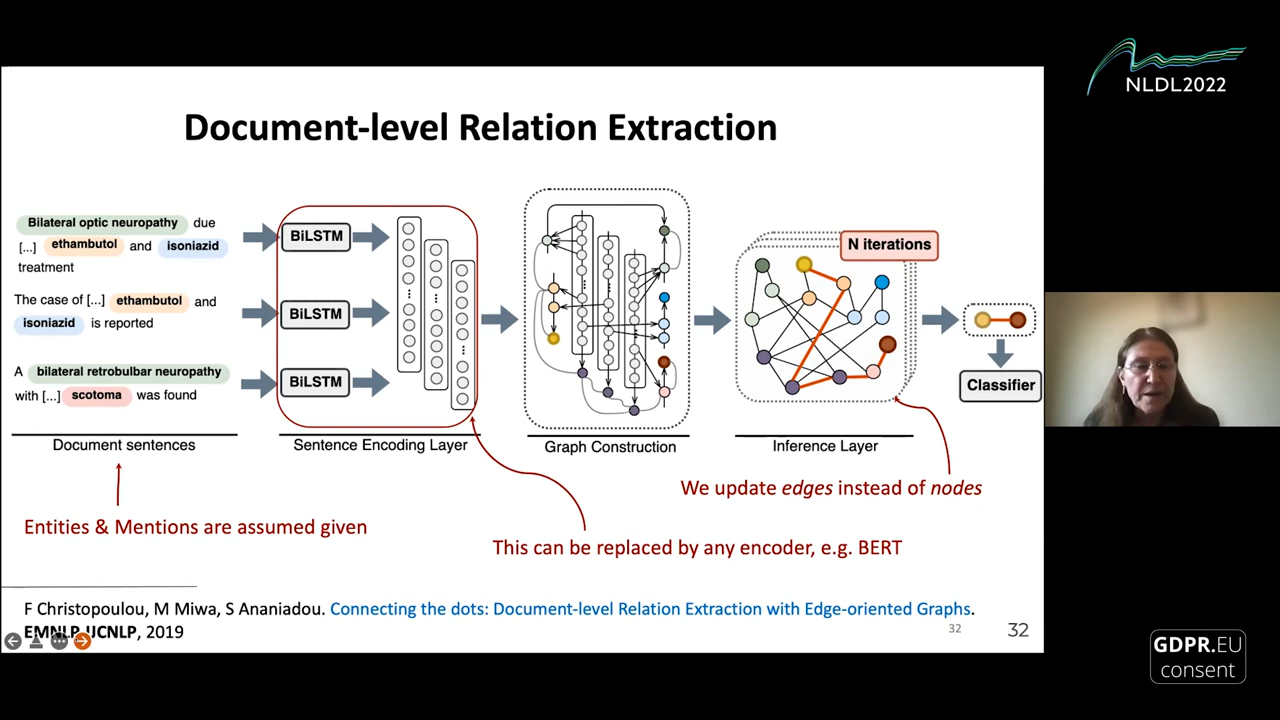 NLDL2022
Document-level Relation Extraction
Bilateral optic neuropathy due
[...] ethambutol and isoniazid
treatment
The case of [...] ethambutol and
isoniazid is reported
A bilateral retrobulbar neuropathy
with [...] scotoma was found
BiLSTM
BiLSTM
BiLSTM
N iterations
Classifier
Document sentences
Sentence Encoding Layer
Graph Construction
Inference Layer
We update edges instead of nodes
Entities & Mentions are assumed given
This can be replaced by any encoder, e.g. BERT
F Christopoulou, M Miwa, S Ananiadou. Connecting the dots: Document-level Relation Extraction with Edge-oriented Graphs.
EMNLP IJCNLP, 2019
32
32
GDPR.EU
consent